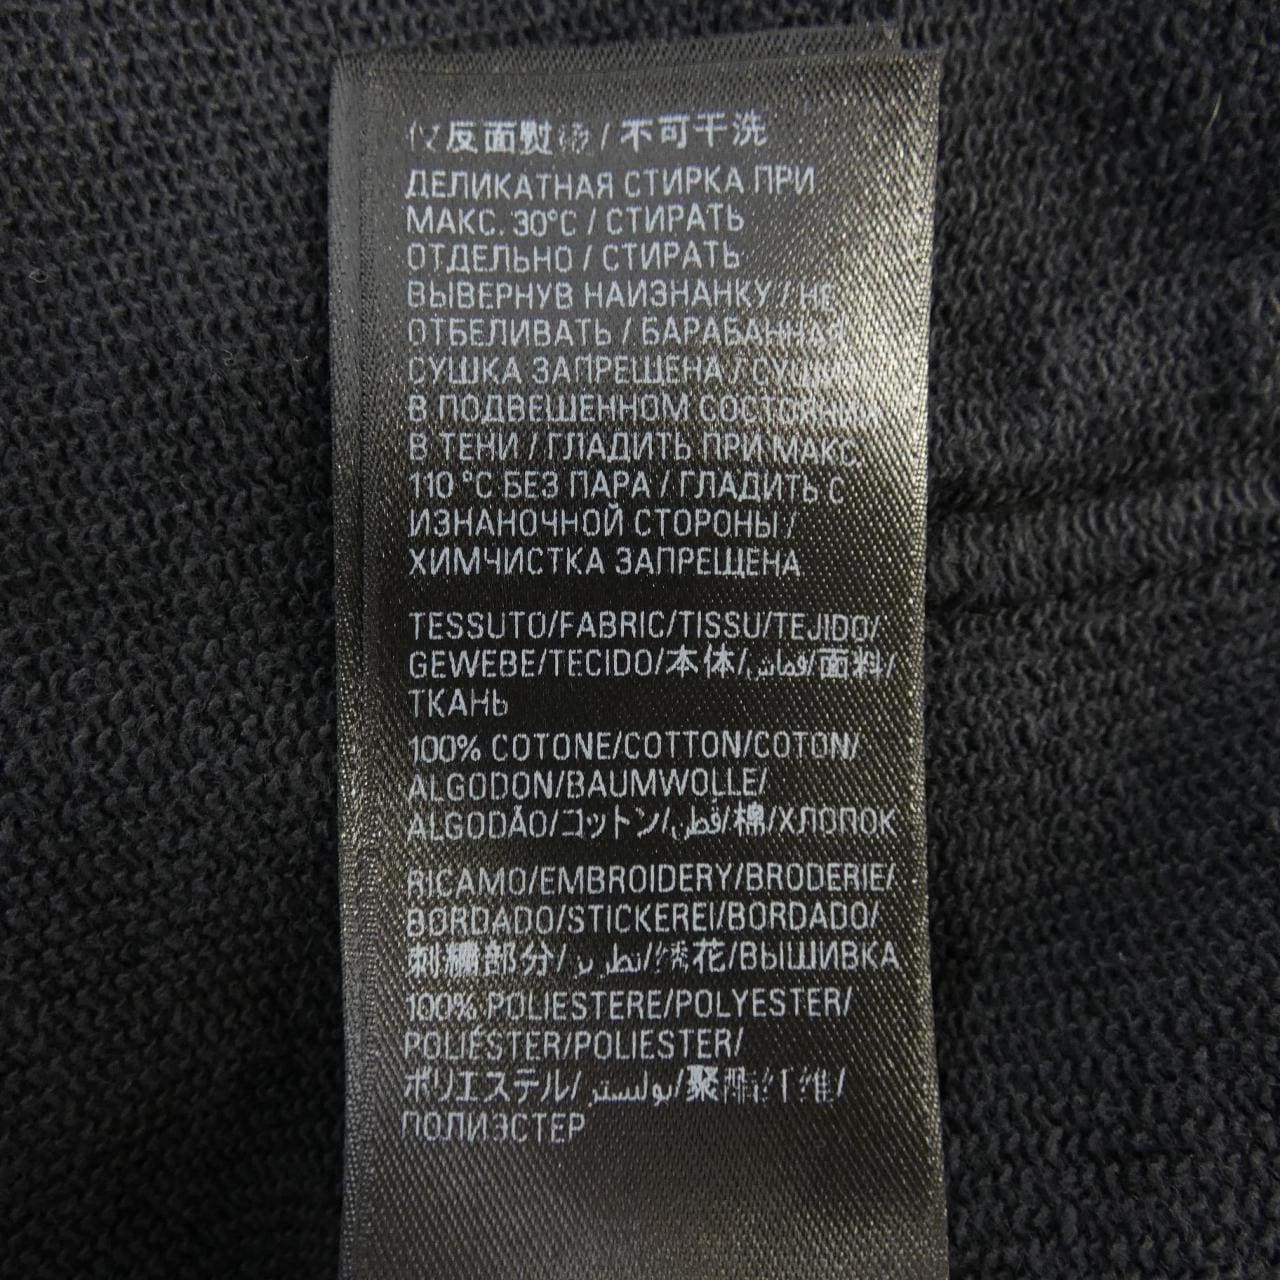 仅反面熨烫 / 不可干洗
ДЕЛИКАТНАЯ СТИРКА ПРИ
МАКС. 30°C / СТИРАТЬ
ОТДЕЛЬНО / СТИРАТЬ
ВЫВЕРНУВ НАИЗНАНКУ / НЕ
ОТБЕЛИВАТЬ / БАРАБАННАЯ
СУШКА ЗАПРЕЩЕНА / СУШКА
В ПОДВЕШЕННОМ СОСТОЯНИИ
В ТЕНИ / ГЛАДИТЬ ПРИ МАКС.
110 °C БЕЗ ПАРА / ГЛАДИТЬ С
ИЗНАНОЧНОЙ СТОРОНЫ /
ХИМЧИСТКА ЗАПРЕЩЕНА
TESSUTO/FABRIC/TISSU/TEJIDO/
GEWEBE/TECIDO/本体/قماش/面料/
ТКАНЬ
100% COTONE/COTTON/COTON/
ALGODON/BAUMWOLLE/
ALGODÃO/コットン/قطن/棉/ХЛОПОК
RICAMO/EMBROIDERY/BRODERIE/
BORDADO/STICKEREI/BORDADO/
刺繍部分/تطريز/绣花/ВЫШИВКА
100% POLIESTERE/POLYESTER/
POLIÉSTER/POLIESTER/
ポリエステル/بوليستر/聚酯纤维/
ПОЛИЭСТЕР